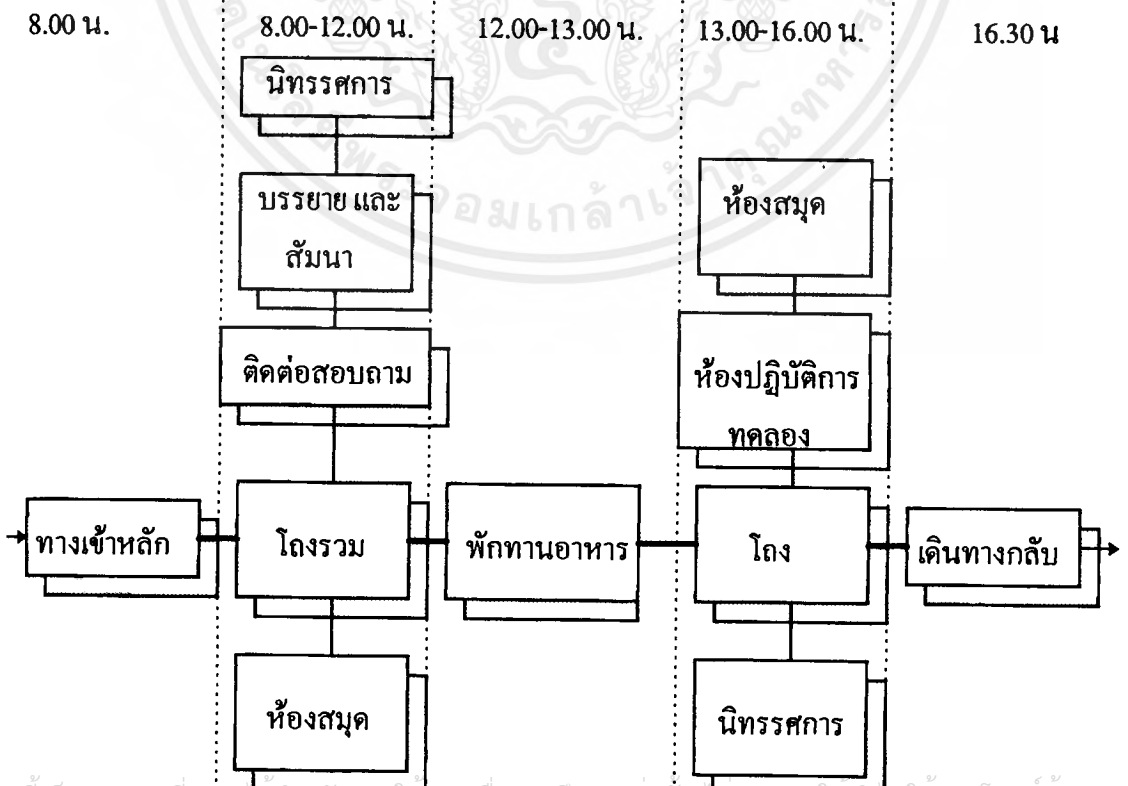 8.00 น.
8.00-12.00 น.
12.00-13.00 น.
13.00-16.00 น.
16.30 น
นิทรรศการ
บรรยาย และ
สัมนา
ติดต่อสอบถาม
ทางเข้าหลัก
โถงรวม
พักทานอาหาร
ห้องสมุด
ห้องปฏิบัติการ
ทดลอง
โถง
เดินทางกลับ
ห้องสมุด
นิทรรศการ